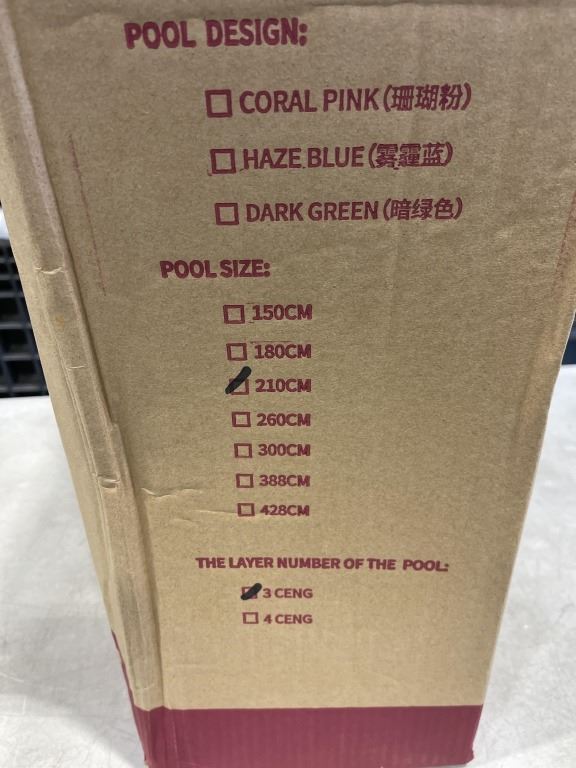 POOL DESIGN:
CORAL PINK (珊瑚粉)
HAZE BLUE (雾霾蓝)
DARK GREEN (暗绿色)
POOL SIZE:
150CM
180CM
210CM
260CM
300CM
388CM
428CM
THE LAYER NUMBER OF THE POOL:
3 CENG
4 CENG